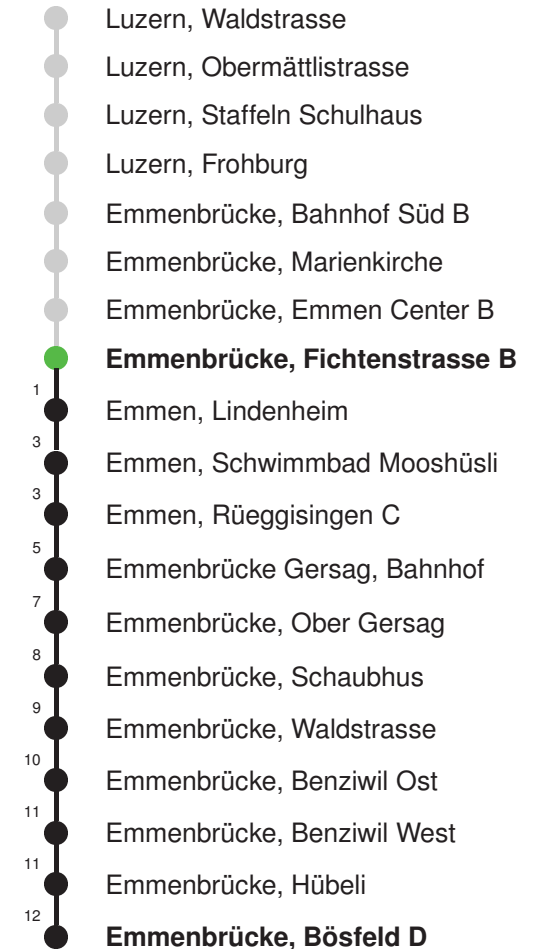 Luzern, Waldstrasse
Luzern, Obermättlistrasse
Luzern, Staffeln Schulhaus
Luzern, Frohburg
Emmenbrücke, Bahnhof Süd B
Emmenbrücke, Marienkirche
Emmenbrücke, Emmen Center B
Emmenbrücke, Fichtenstrasse B
1 Emmen, Lindenheim
3 Emmen, Schwimmbad Mooshüsli
3 Emmen, Rüeggisingen C
5 Emmenbrücke Gersag, Bahnhof
7 Emmenbrücke, Ober Gersag
8 Emmenbrücke, Schaubhus
9 Emmenbrücke, Waldstrasse
10 Emmenbrücke, Benziwil Ost
11 Emmenbrücke, Benziwil West
11 Emmenbrücke, Hübeli
12 Emmenbrücke, Bösfeld D